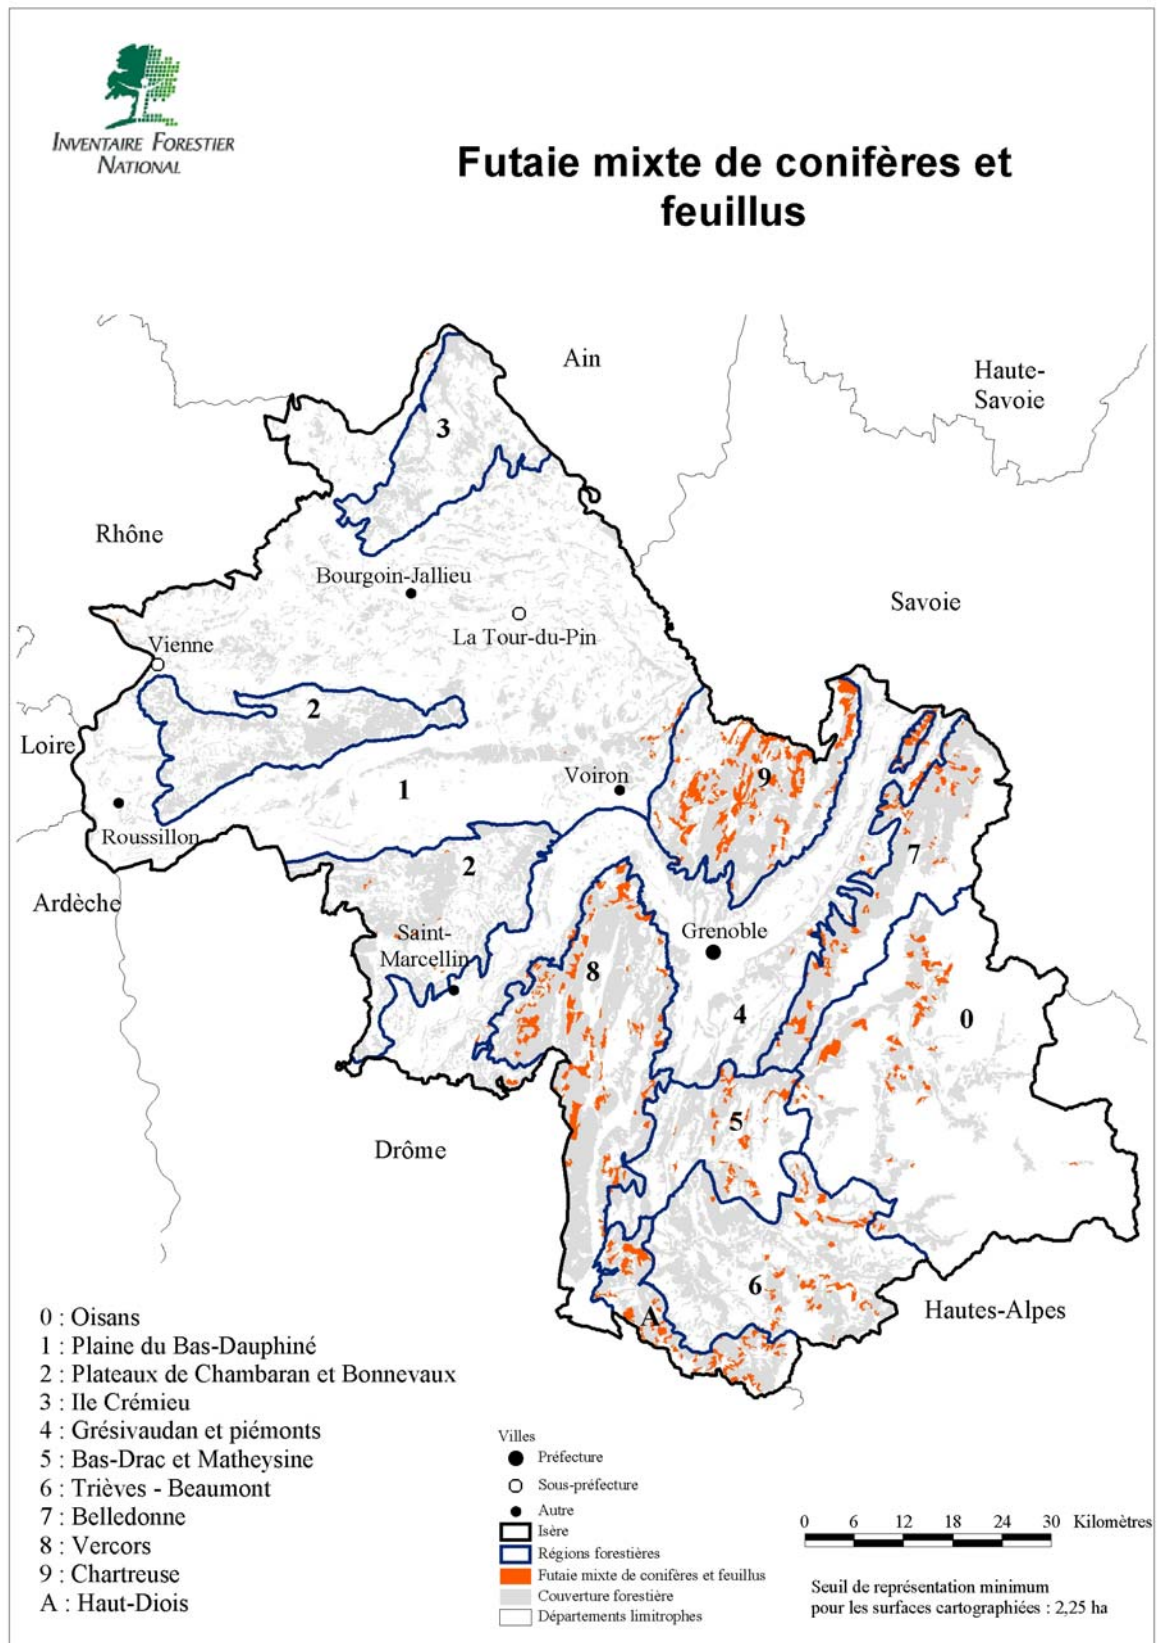 INVENTAIRE FORESTIER
NATIONAL
Futaie mixte de conifères et
feuillus
Ain
Haute-
Savoie
3
Rhône
Bourgoin-Jallieu
La Tour-du-Pin
Savoie
Vienne
2
Loire
1
Voiron
9
Roussillon
2
7
Ardèche
Saint-
Marcellin
Grenoble
8
4
0
5
Drôme
6
A
Hautes-Alpes
0 : Oisans
1 : Plaine du Bas-Dauphiné
2 : Plateaux de Chambaran et Bonnevaux
3 : Ile Crémieu
4 : Grésivaudan et piémonts
5 : Bas-Drac et Matheysine
6 : Trièves - Beaumont
7 : Belledonne
8 : Vercors
9 : Chartreuse
A : Haut-Diois
Villes
Préfecture
Sous-préfecture
Autre
Isère
Régions forestières
Futaie mixte de conifères et feuillus
Couverture forestière
Départements limitrophes
0 6 12 18 24 30 Kilomètres
Seuil de représentation minimum
pour les surfaces cartographiées : 2,25 ha